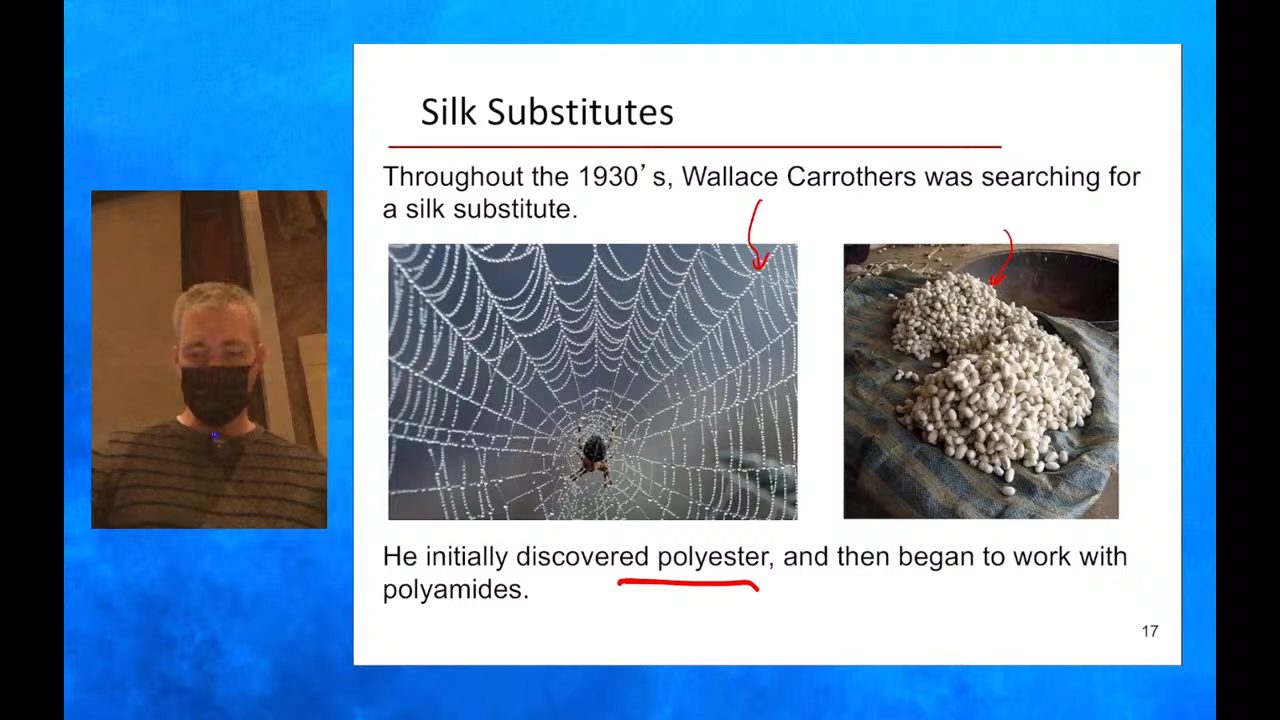 Silk Substitutes
Throughout the 1930's, Wallace Carrothers was searching for
a silk substitute.
He initially discovered polyester, and then began to work with
polyamides.
17